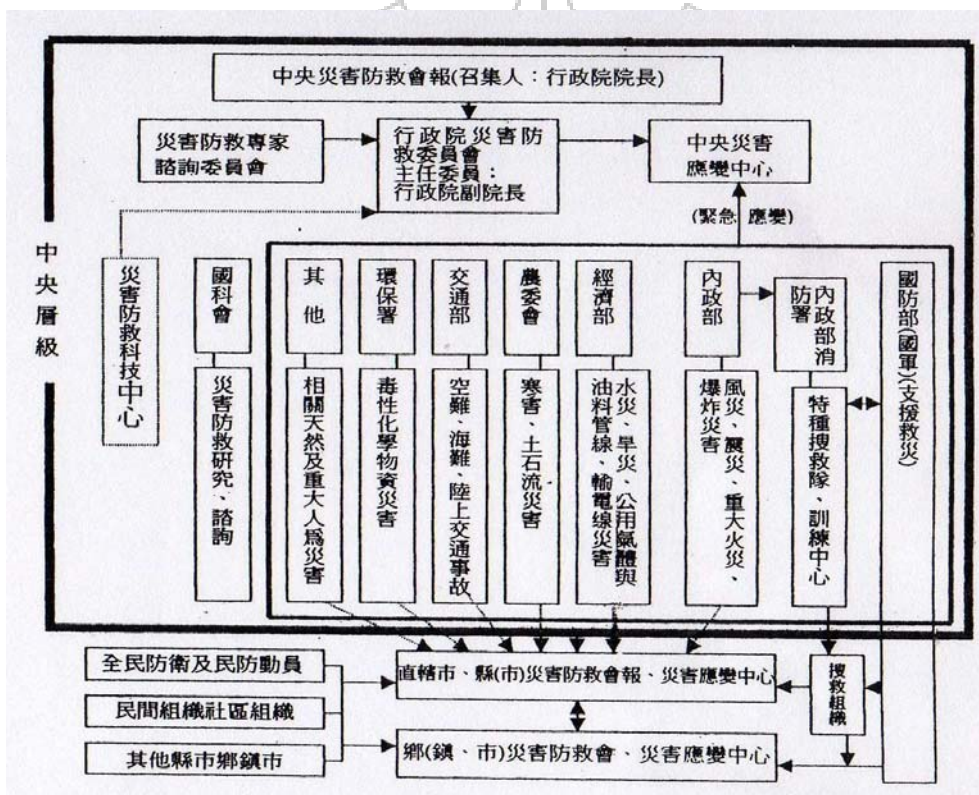 中央災害防救會報(召集人：行政院院長)
災害防救專家
諮詢委員會
行政院災害防
救委員會
主任委員：
行政院副院長
中央災害
應變中心
(緊急 應變)
中央層級
災害防救科技中心
國科會
災害防救研究、諮詢
其他
相關天然及重大人為災害
環保署
毒性化學物資災害
交通部
空難、海難、陸上交通事故
農委會
寒害、土石流災害
經濟部
水災、旱災、公用氣體與
油料管線、輸電線災害
內政部
風災、震災、重大火災、
爆炸災害
內政部消
防署
特種搜救隊、訓練中心
國防部(國軍)(支援救災)
全民防衛及民防動員
民間組織社區組織
其他縣市鄉鎮市
直轄市、縣(市)災害防救會報、災害應變中心
鄉(鎮、市)災害防救會、災害應變中心
搜救組織